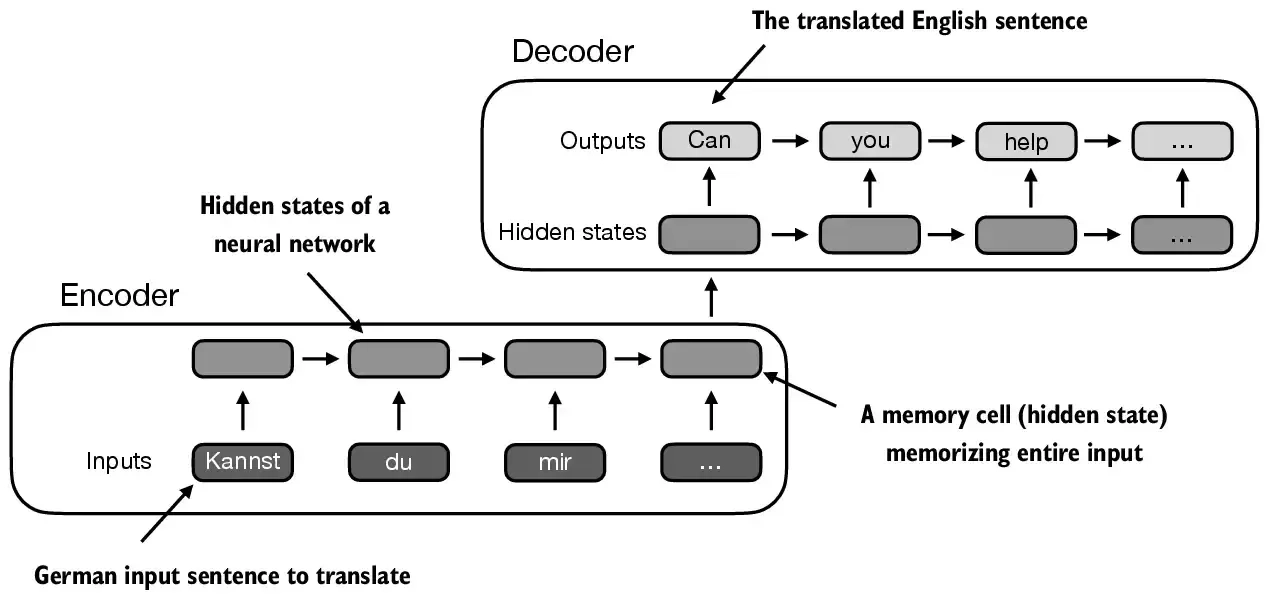 The translated English sentence
Decoder
Outputs Can you help ...
Hidden states ...
Hidden states of a
neural network
Encoder
A memory cell (hidden state)
memorizing entire input
Inputs Kannst du mir ...
German input sentence to translate